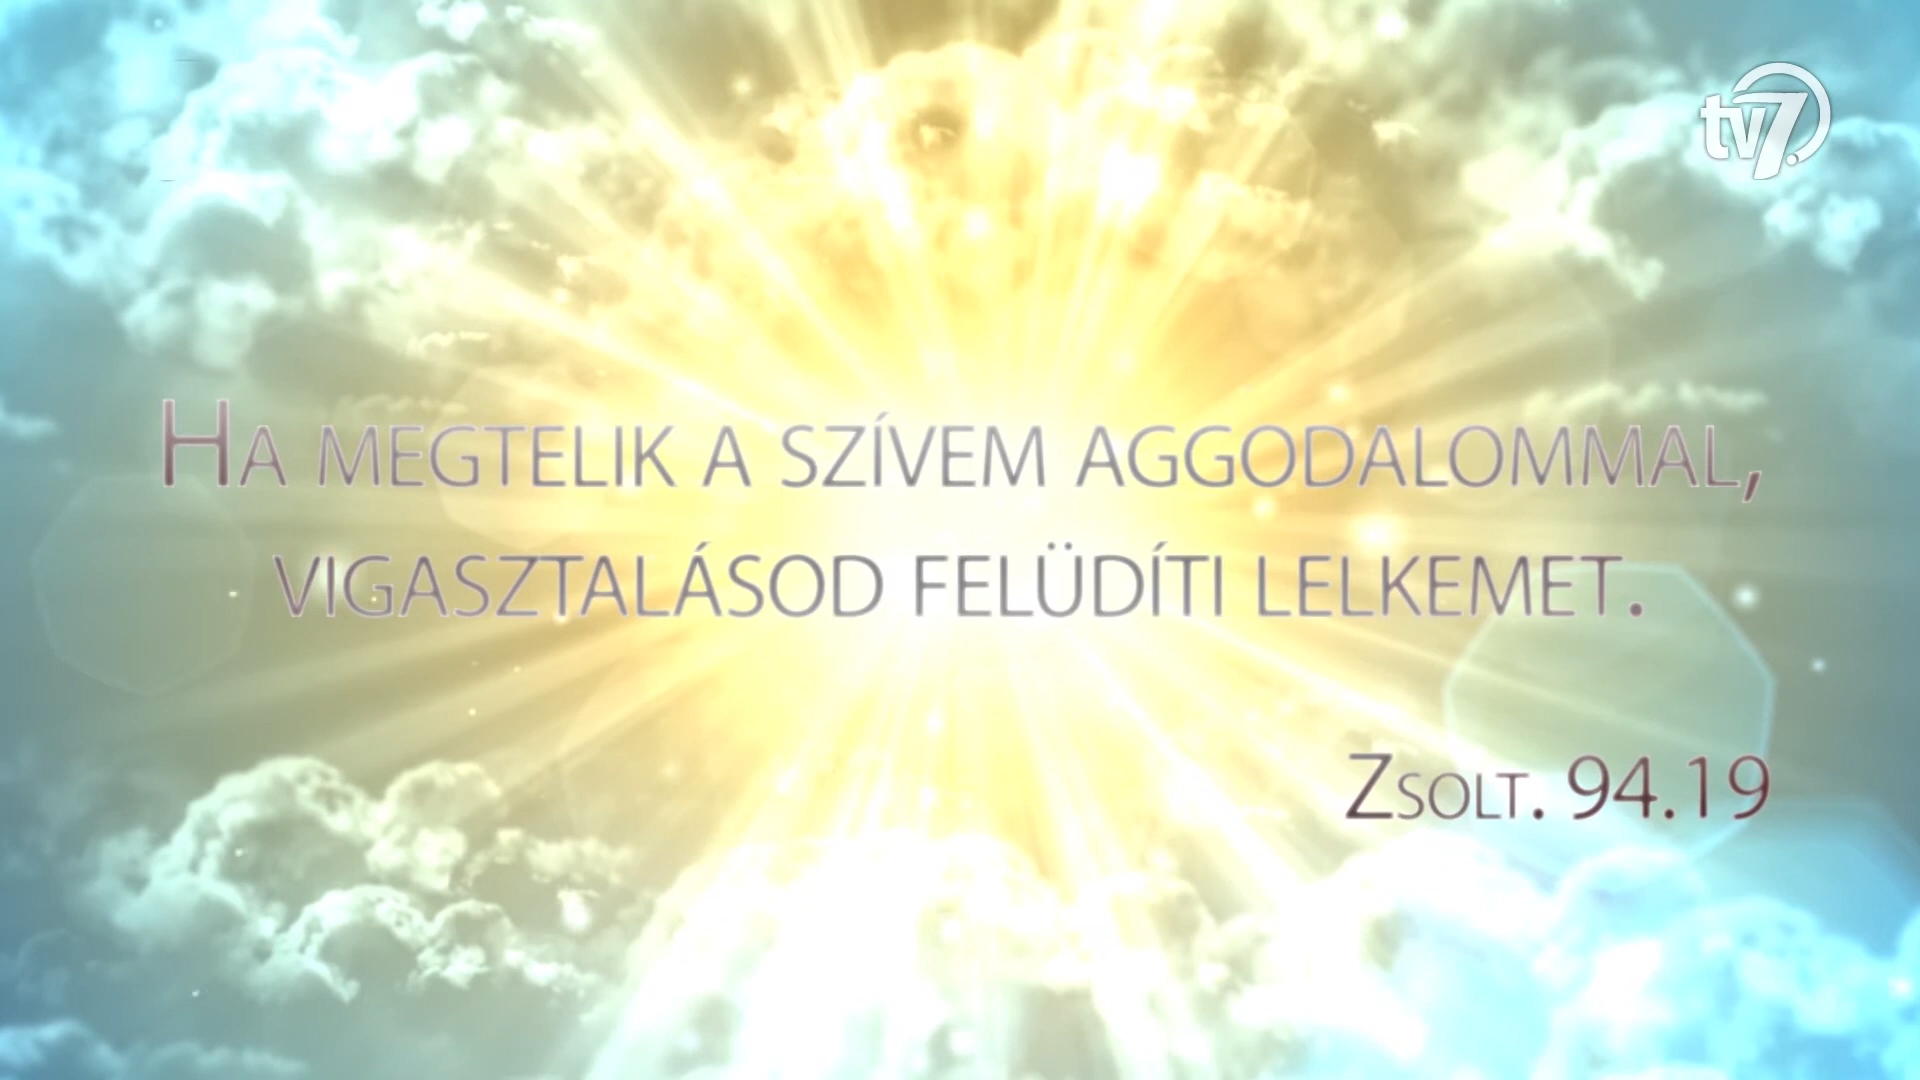 tv7
Ha megtelik a szívem aggodalommal,
vigasztalásod felüdíti lelkemet.
Zsolt. 94.19